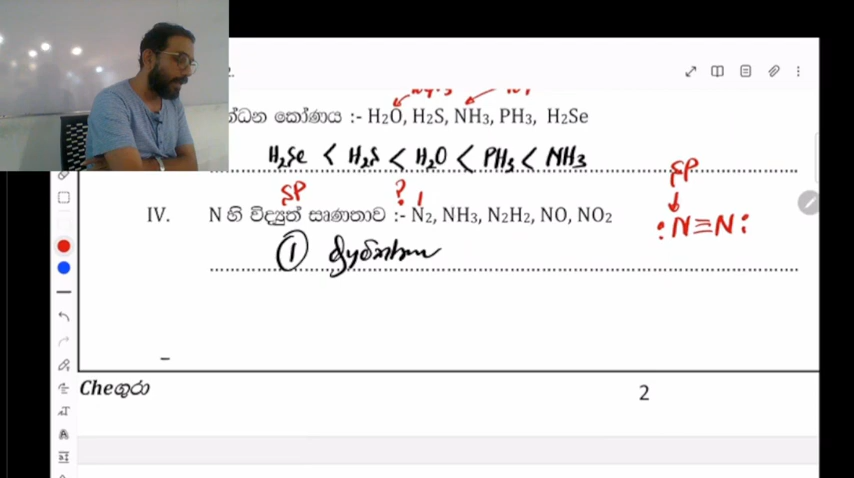 2.
න්ධන කෝණය :- H2O, H2S, NH3, PH3, H2Se
H2Se < H2S < H2O < PH3 < NH3
SP ?
SP
IV. N හි විද්‍යුත් සෘණතාව :- N2, NH3, N2H2, NO, NO2
:N≡N:
①
Cheගුරා 2